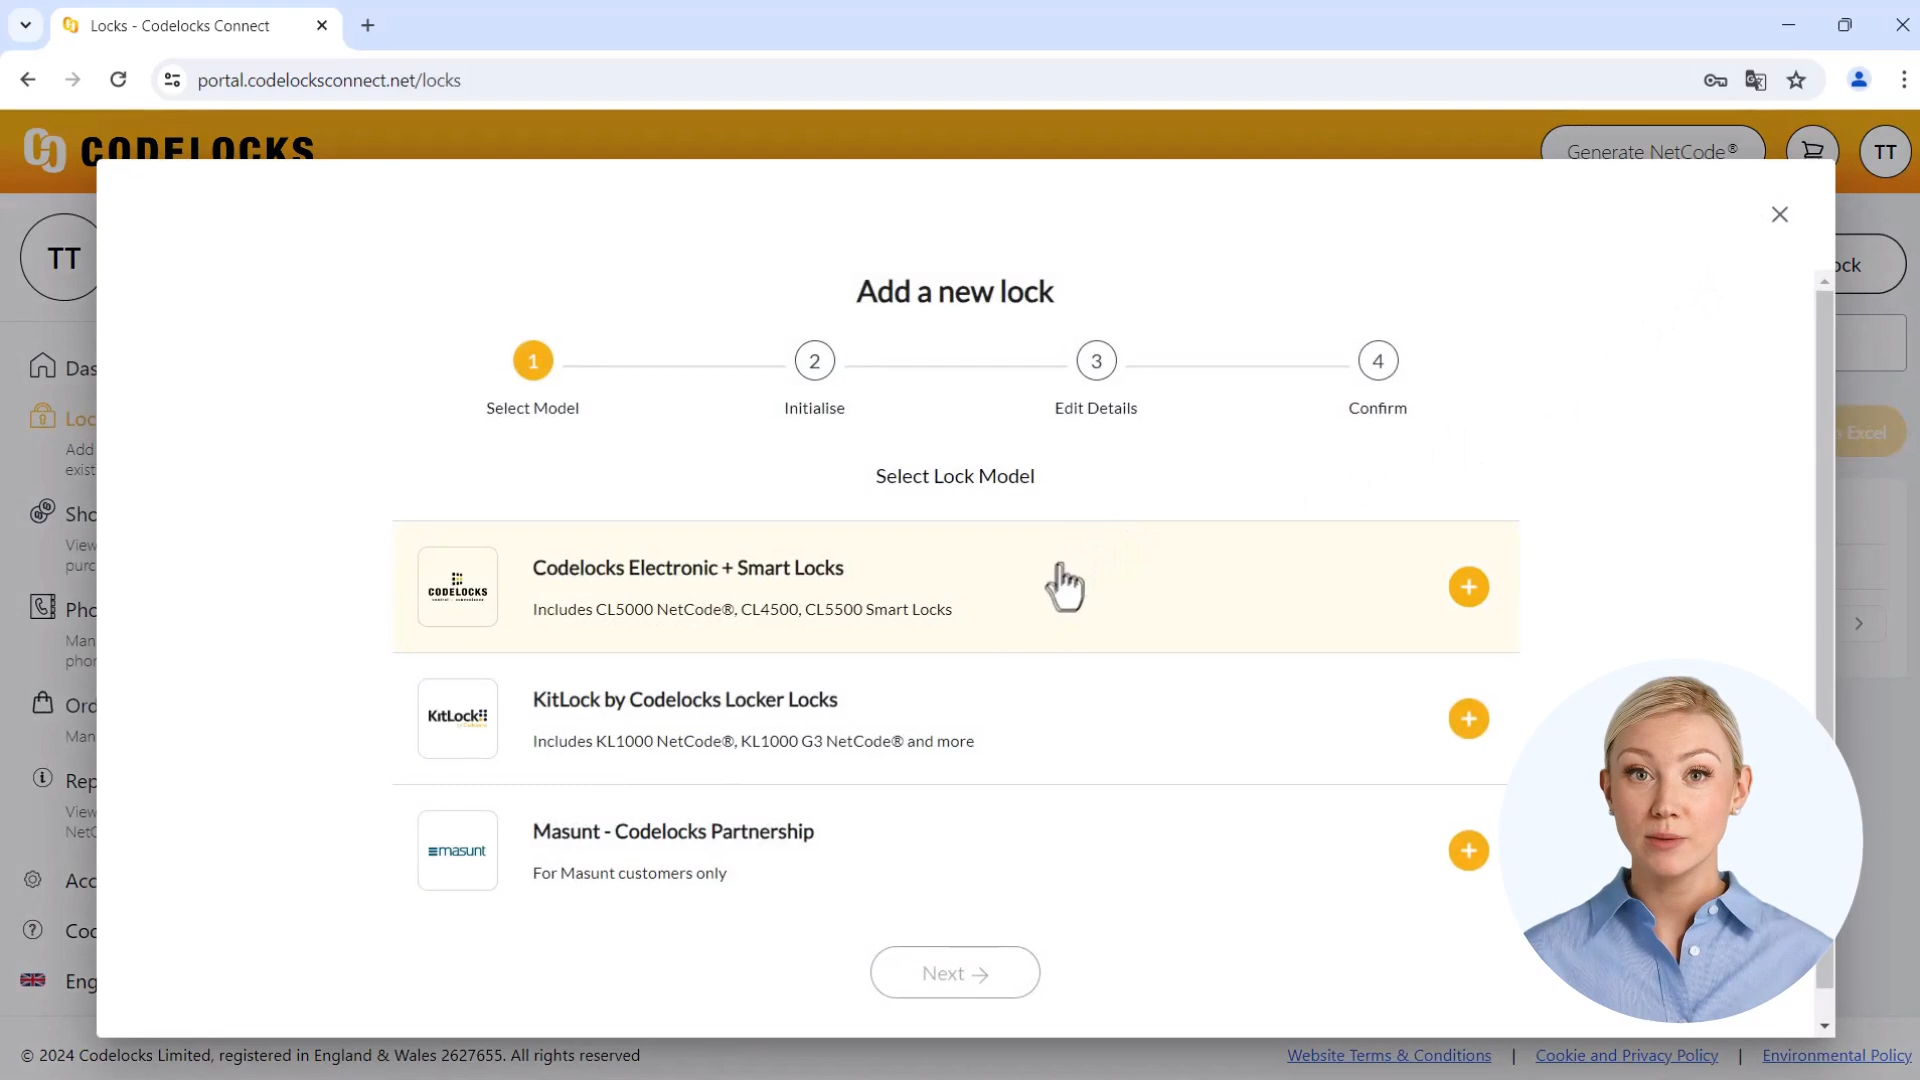 Locks - Codelocks Connect
portal.codelocksconnect.net/locks
CODELOCKS
Generate NetCode®
TT
TT
ock
Add a new lock
1
2
3
4
Select Model
Initialise
Edit Details
Confirm
Das
Loc
Add
exist
Excel
Select Lock Model
Sho
View
purc
CODELOCKS
Codelocks Electronic + Smart Locks
Includes CL5000 NetCode®, CL4500, CL5500 Smart Locks
Pho
Man
phon
KitLock
by Codelocks
KitLock by Codelocks Locker Locks
Includes KL1000 NetCode®, KL1000 G3 NetCode® and more
Ord
Man
Rep
View
NetC
masunt
Masunt - Codelocks Partnership
For Masunt customers only
Acc
Coc
Eng
Next →
© 2024 Codelocks Limited, registered in England & Wales 2627655. All rights reserved
Website Terms & Conditions | Cookie and Privacy Policy | Environmental Policy